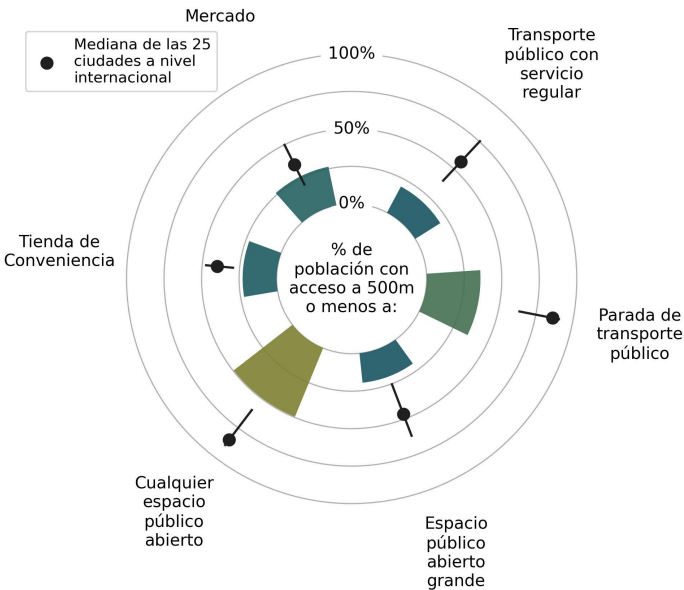 Mercado
Mediana de las 25
ciudades a nivel
internacional
Transporte
público con
servicio
regular
100%
50%
0%
% de
población con
acceso a 500m
o menos a:
Tienda de
Conveniencia
Parada de
transporte
público
Cualquier
espacio
público
abierto
Espacio
público
abierto
grande